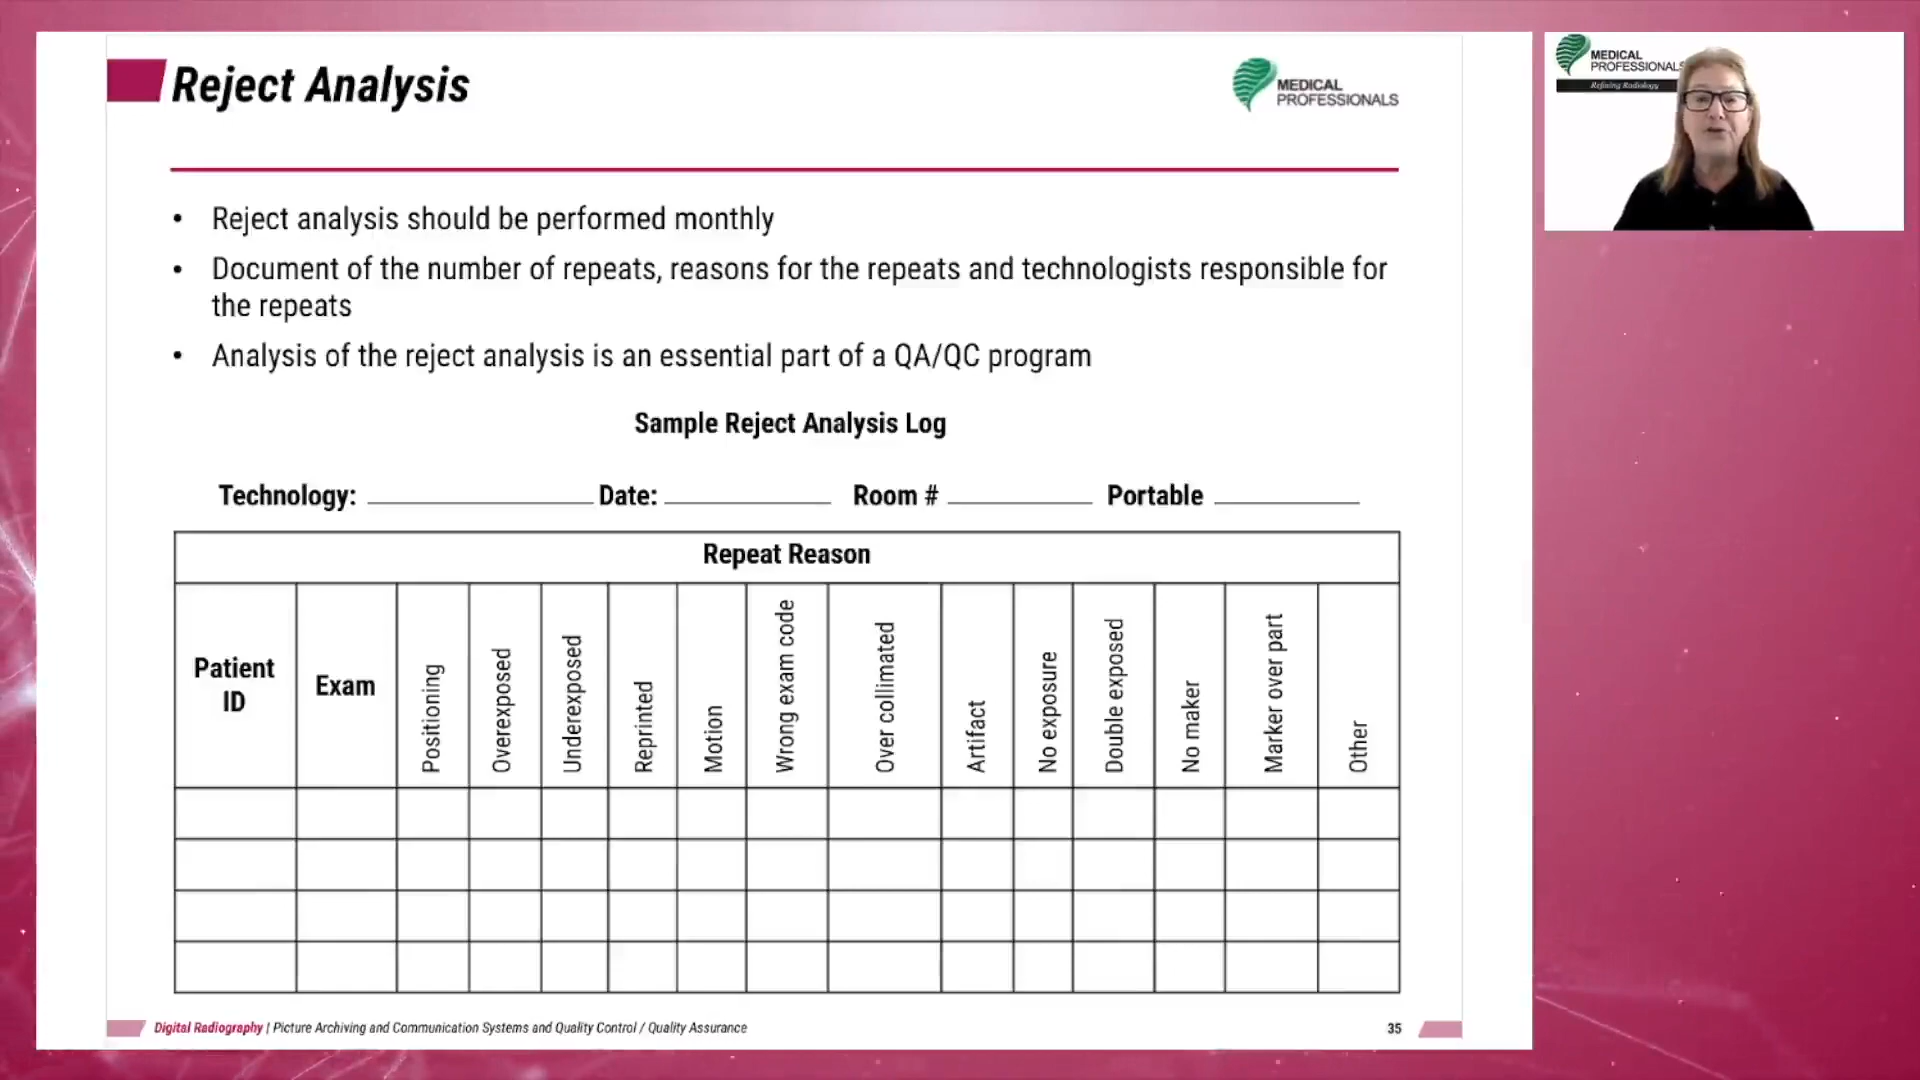 Reject Analysis
MEDICAL
PROFESSIONALS
MEDICAL
PROFESSIONALS
Refining Radiology
• Reject analysis should be performed monthly
• Document of the number of repeats, reasons for the repeats and technologists responsible for
the repeats
• Analysis of the reject analysis is an essential part of a QA/QC program
Sample Reject Analysis Log
Technology: Date: Room # Portable
Repeat Reason
Patient
ID
Exam
Positioning
Overexposed
Underexposed
Reprinted
Motion
Wrong exam code
Over collimated
Artifact
No exposure
Double exposed
No maker
Marker over part
Other
Digital Radiography | Picture Archiving and Communication Systems and Quality Control / Quality Assurance
35